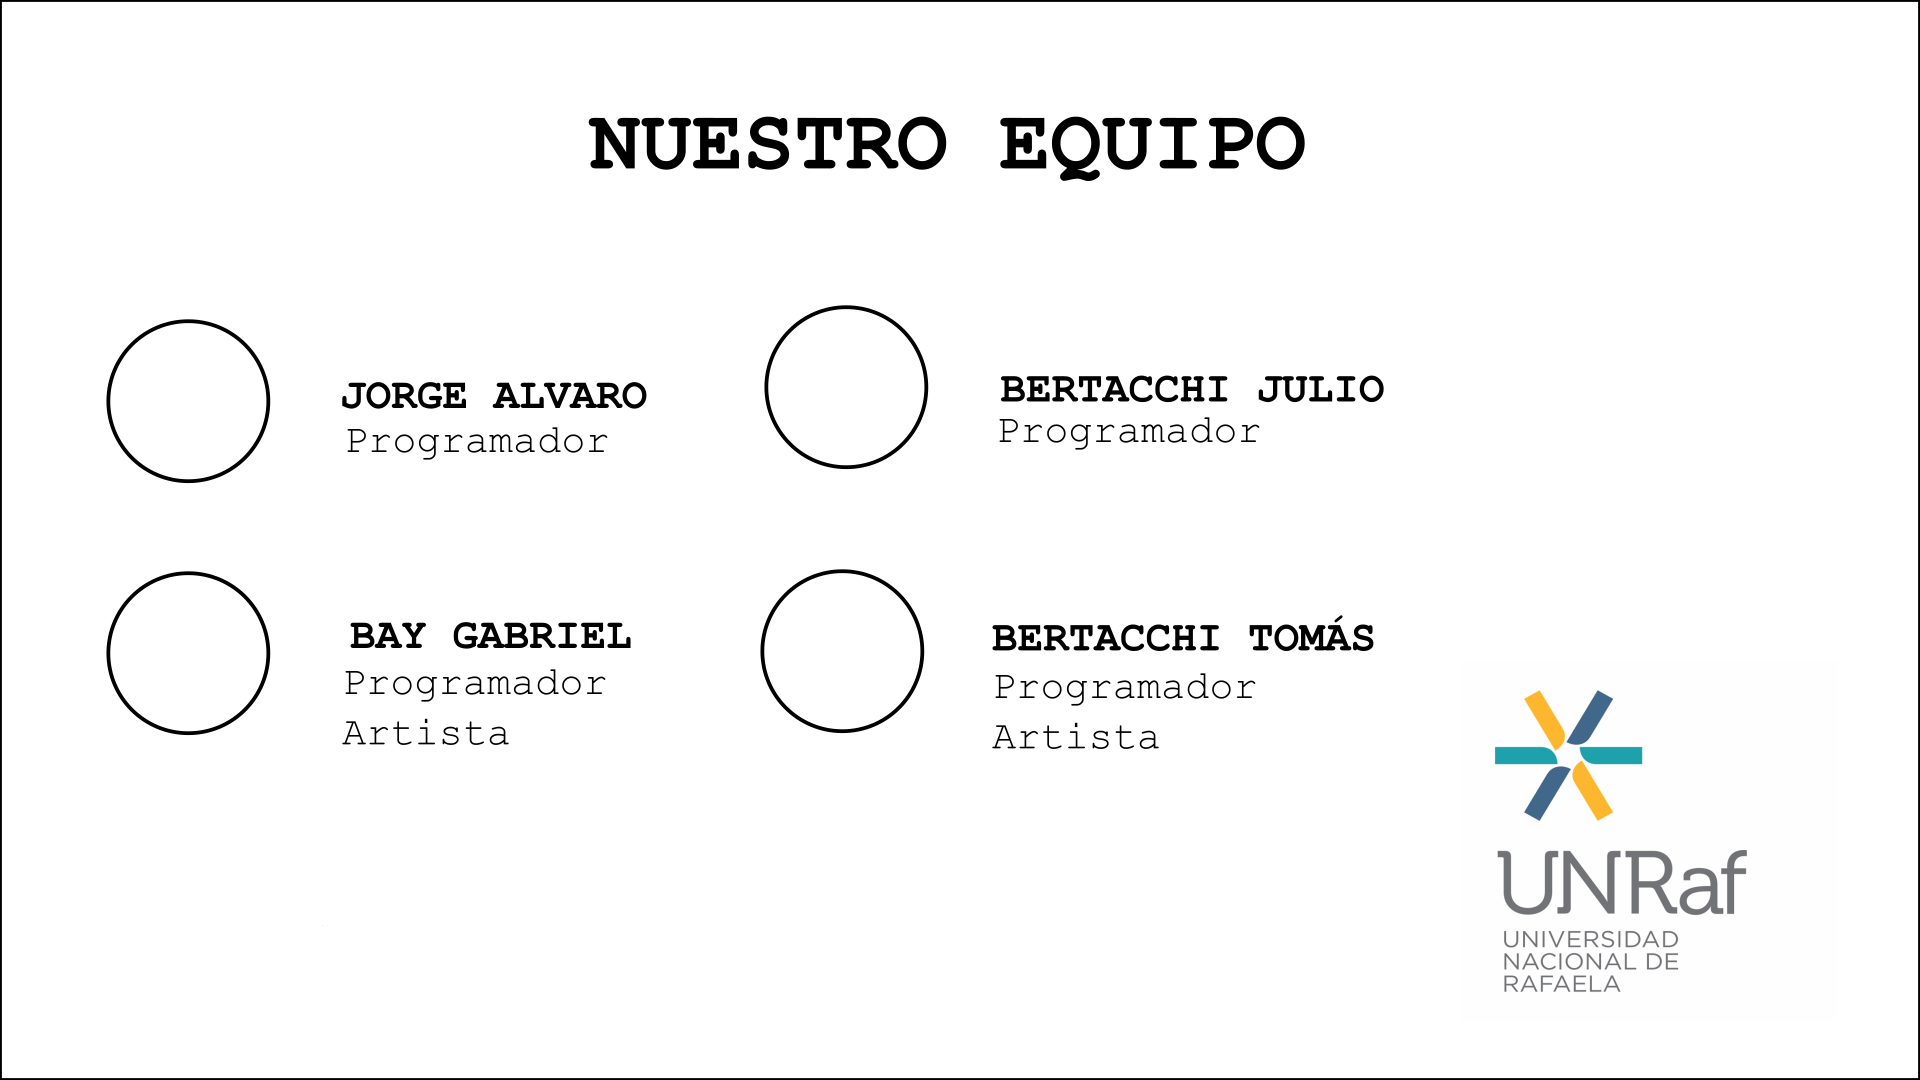 NUESTRO EQUIPO
JORGE ALVARO
Programador
BERTACCHI JULIO
Programador
BAY GABRIEL
Programador
Artista
BERTACCHI TOMÁS
Programador
Artista
UNRaf
UNIVERSIDAD
NACIONAL DE
RAFAELA